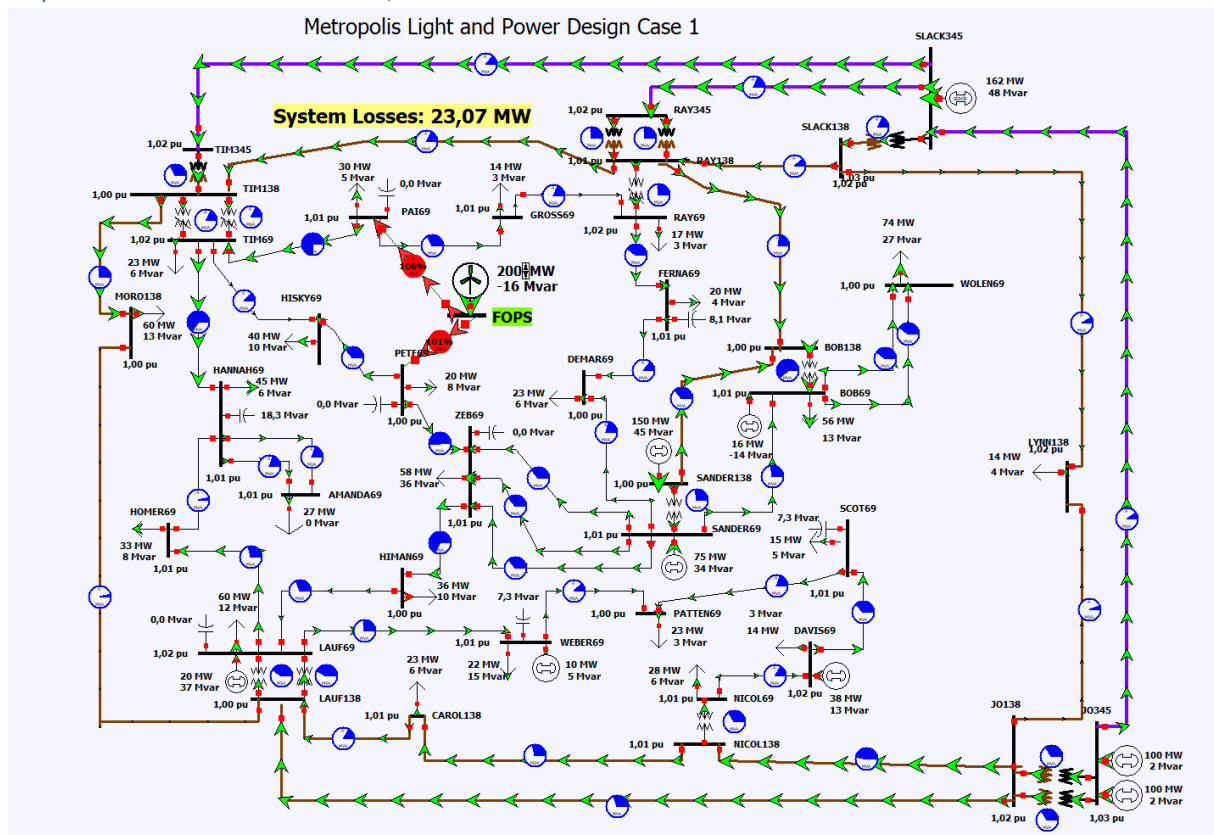 Metropolis Light and Power Design Case 1
SLACK345
162 MW
48 Mvar
RAY345
1,02 pu
System Losses: 23,07 MW
SLACK138
1,02 pu
TIM345
1,01 pu
RAY138
1,03 pu
1,02 pu
30 MW
5 Mvar
0,0 Mvar
14 MW
3 Mvar
1,00 pu
TIM138
PAI69
1,01 pu
1,01 pu
GROSS69
RAY69
1,02 pu
17 MW
3 Mvar
74 MW
27 Mvar
1,02 pu
TIM69
23 MW
6 Mvar
106%
200 MW
-16 Mvar
FERNA69
20 MW
4 Mvar
1,00 pu
WOLEN69
MORO138
60 MW
13 Mvar
HISKY69
FOPS
8,1 Mvar
1,01 pu
40 MW
10 Mvar
101%
PETE69
1,00 pu
BOB138
1,00 pu
HANNAH69
45 MW
6 Mvar
20 MW
8 Mvar
DEMAR69
23 MW
6 Mvar
1,00 pu
1,01 pu
BOB69
0,0 Mvar
1,00 pu
18,3 Mvar
ZEB69
0,0 Mvar
150 MW
45 Mvar
16 MW
-14 Mvar
56 MW
13 Mvar
LYNN138
1,02 pu
14 MW
4 Mvar
58 MW
36 Mvar
1,01 pu
1,00 pu
SANDER138
1,01 pu
AMANDA69
27 MW
0 Mvar
HOMER69
33 MW
8 Mvar
1,01 pu
1,01 pu
1,01 pu
SANDER69
7,3 Mvar
SCOT69
15 MW
5 Mvar
1,01 pu
HIMAN69
75 MW
34 Mvar
36 MW
10 Mvar
1,00 pu
60 MW
12 Mvar
7,3 Mvar
1,00 pu
PATTEN69
3 Mvar
0,0 Mvar
23 MW
3 Mvar
14 MW
DAVIS69
1,02 pu
LAUF69
1,01 pu
WEBER69
22 MW
15 Mvar
10 MW
5 Mvar
20 MW
37 Mvar
23 MW
6 Mvar
28 MW
6 Mvar
1,02 pu
38 MW
13 Mvar
1,00 pu
LAUF138
1,01 pu
NICOL69
1,01 pu
CAROL138
JO138
JO345
1,01 pu
NICOL138
100 MW
2 Mvar
100 MW
2 Mvar
1,02 pu
1,03 pu